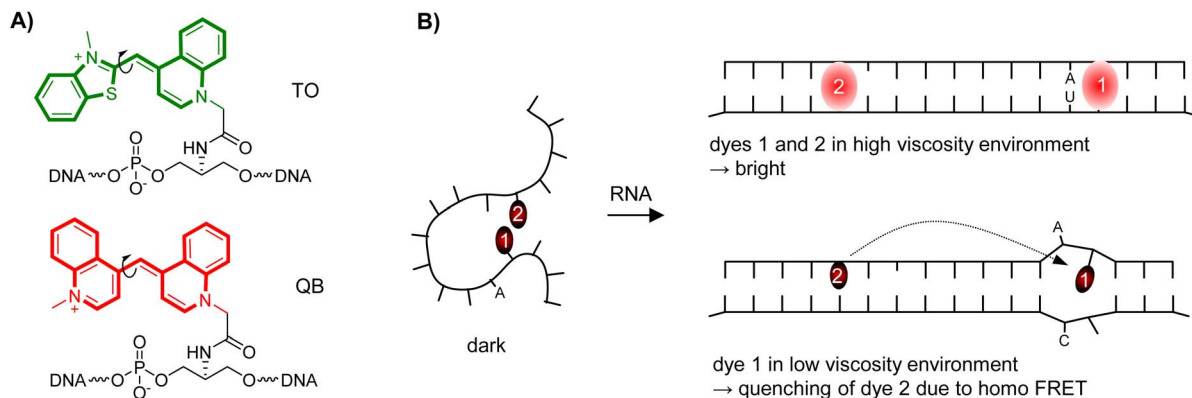 A)
N
+
S
N
TO
HN
O
O
P
DNA
O
O
O
DNA
O-
N
+
N
QB
HN
O
O
P
DNA
O
O
O
DNA
O-
B)
2
1
A
dark
RNA
2
A
U
1
dyes 1 and 2 in high viscosity environment
→ bright
2
A
1
C
dye 1 in low viscosity environment
→ quenching of dye 2 due to homo FRET